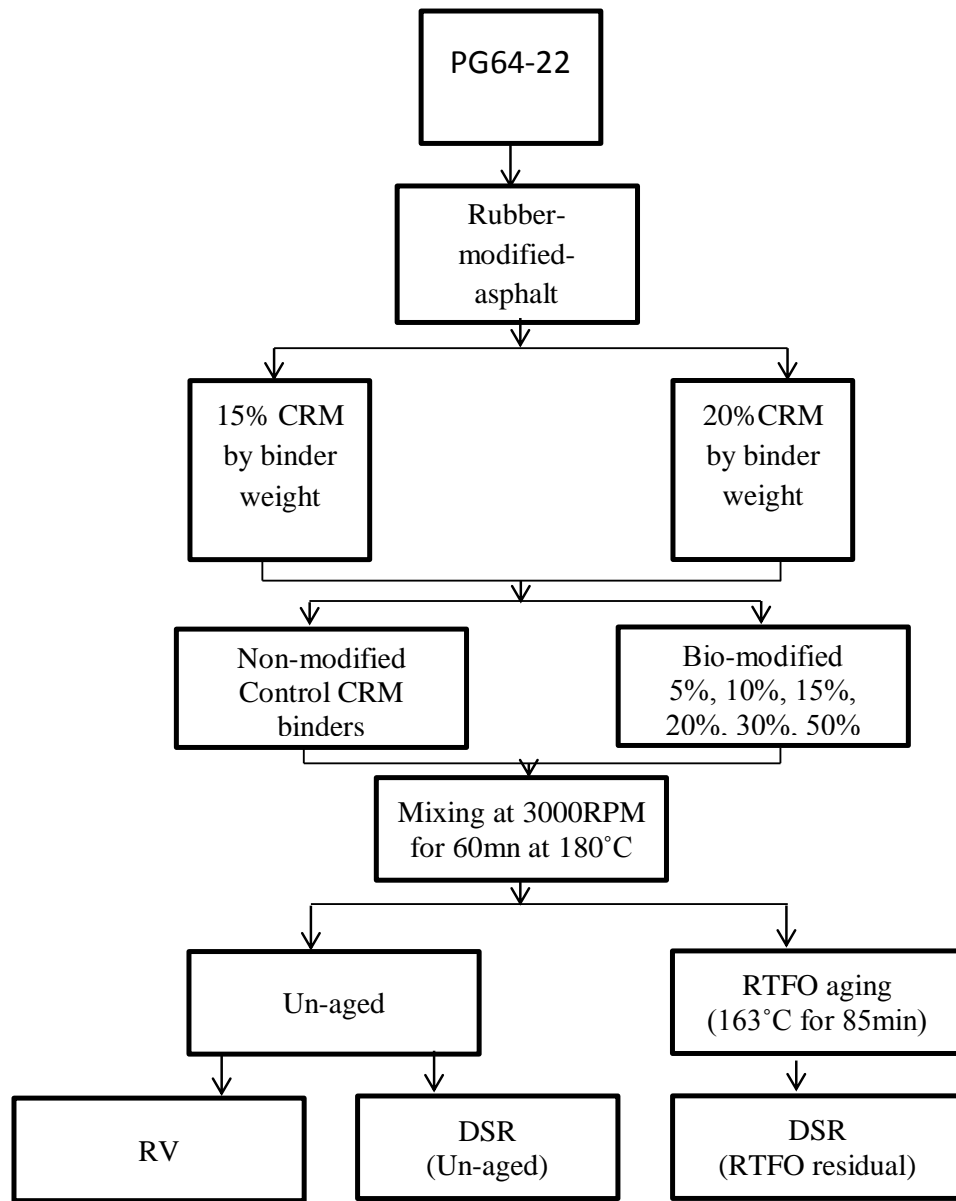 PG64-22
Rubber-
modified-
asphalt
15% CRM
by binder
weight
20%CRM
by binder
weight
Non-modified
Control CRM
binders
Bio-modified
5%, 10%, 15%,
20%, 30%, 50%
Mixing at 3000RPM
for 60mn at 180˚C
Un-aged
RTFO aging
(163˚C for 85min)
RV
DSR
(Un-aged)
DSR
(RTFO residual)